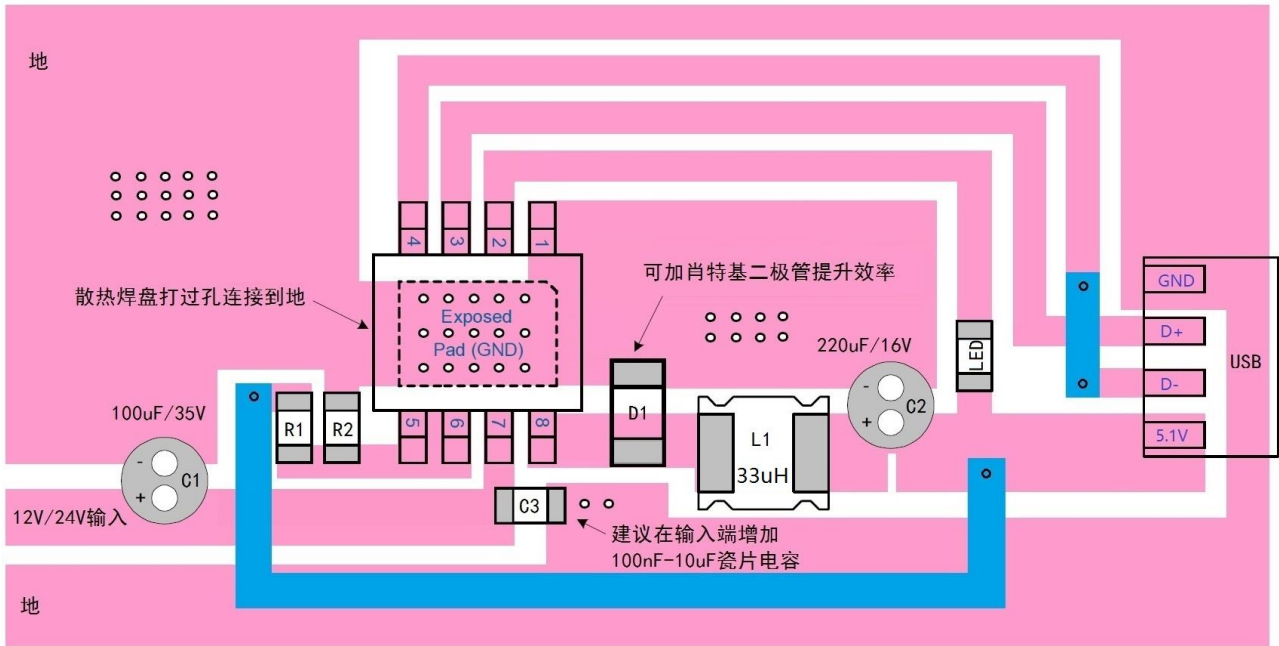 地
4
3
2
1
可加肖特基二极管提升效率
散热焊盘打过孔连接到地
Exposed
Pad (GND)
GND
D+
D-
5.1V
USB
LED
220uF/16V
-
+
C2
100uF/35V
-
+
C1
R1
R2
5
6
7
8
D1
L1
33uH
12V/24V输入
C3
建议在输入端增加
100nF-10uF瓷片电容
地